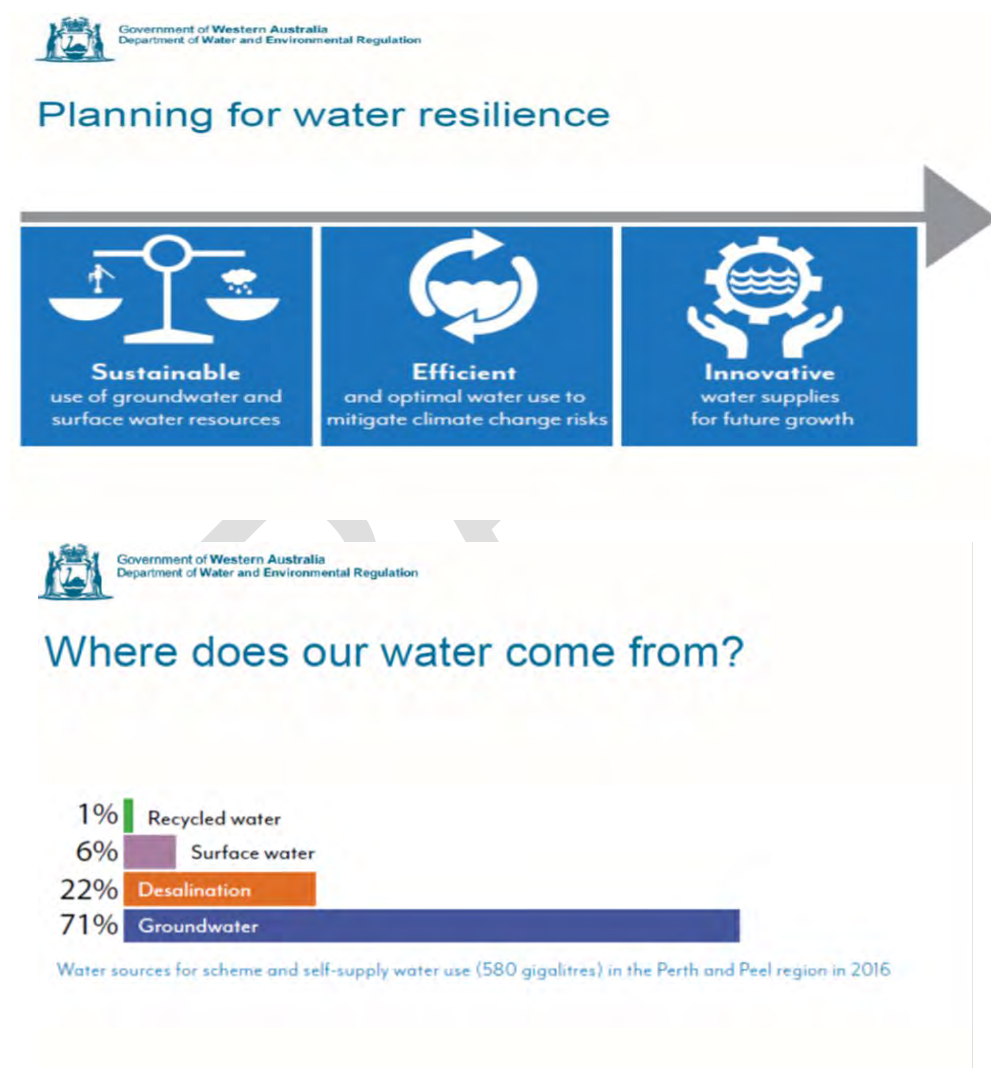 Government of Western Australia
Department of Water and Environmental Regulation
Planning for water resilience
Sustainable
use of groundwater and
surface water resources
Efficient
and optimal water use to
mitigate climate change risks
Innovative
water supplies
for future growth
Government of Western Australia
Department of Water and Environmental Regulation
Where does our water come from?
1% Recycled water
6% Surface water
22% Desalination
71% Groundwater
Water sources for scheme and self-supply water use (580 gigalitres) in the Perth and Peel region in 2016